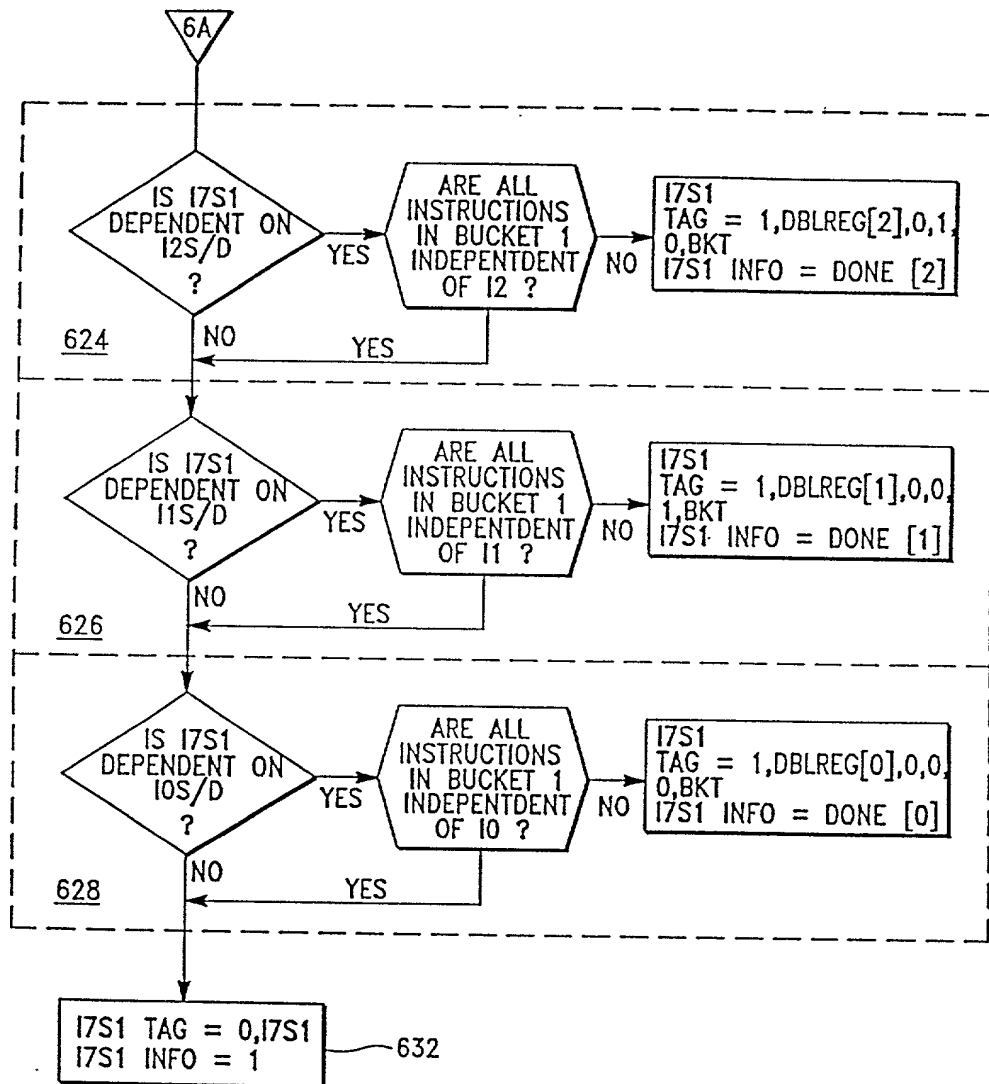 6A
IS I7S1
DEPENDENT ON
I2S/D
?
YES
NO
ARE ALL
INSTRUCTIONS
IN BUCKET 1
INDEPENTDENT
OF I2 ?
NO
YES
I7S1
TAG = 1,DBLREG[2],0,1,
0,BKT
I7S1 INFO = DONE [2]
624
IS I7S1
DEPENDENT ON
I1S/D
?
YES
NO
ARE ALL
INSTRUCTIONS
IN BUCKET 1
INDEPENTDENT
OF I1 ?
NO
YES
I7S1
TAG = 1,DBLREG[1],0,0,
1,BKT
I7S1 INFO = DONE [1]
626
IS I7S1
DEPENDENT ON
I0S/D
?
YES
NO
ARE ALL
INSTRUCTIONS
IN BUCKET 1
INDEPENTDENT
OF I0 ?
NO
YES
I7S1
TAG = 1,DBLREG[0],0,0,
0,BKT
I7S1 INFO = DONE [0]
628
I7S1 TAG = 0,I7S1
I7S1 INFO = 1
632